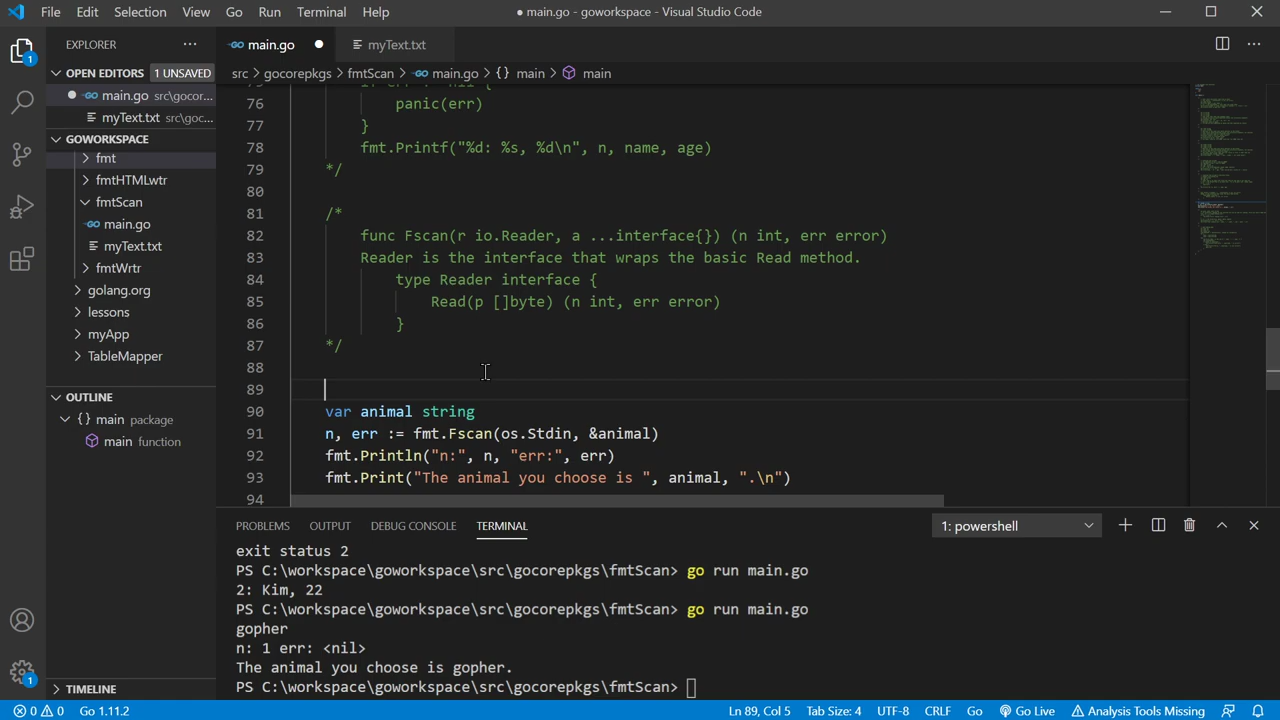 File Edit Selection View Go Run Terminal Help
● main.go - goworkspace - Visual Studio Code
EXPLORER
main.go
myText.txt
OPEN EDITORS 1 UNSAVED
src > gocorepkgs > fmtScan > main.go > {} main > main
main.go src\gocor...
myText.txt src\goc...
GOWORKSPACE
fmt
fmtHTMLwtr
fmtScan
main.go
myText.txt
fmtWrtr
golang.org
lessons
myApp
TableMapper
OUTLINE
{} main package
main function
TIMELINE
76 panic(err)
77 }
78 fmt.Printf("%d: %s, %d\n", n, name, age)
79 */
80
81 /*
82 func Fscan(r io.Reader, a ...interface{}) (n int, err error)
83 Reader is the interface that wraps the basic Read method.
84 type Reader interface {
85 Read(p []byte) (n int, err error)
86 }
87 */
88
89
90 var animal string
91 n, err := fmt.Fscan(os.Stdin, &animal)
92 fmt.Println("n:", n, "err:", err)
93 fmt.Print("The animal you choose is ", animal, ".\n")
94
PROBLEMS OUTPUT DEBUG CONSOLE TERMINAL 1: powershell
exit status 2
PS C:\workspace\goworkspace\src\gocorepkgs\fmtScan> go run main.go
2: Kim, 22
PS C:\workspace\goworkspace\src\gocorepkgs\fmtScan> go run main.go
gopher
n: 1 err: <nil>
The animal you choose is gopher.
PS C:\workspace\goworkspace\src\gocorepkgs\fmtScan>
0 0 Go 1.11.2 Ln 89, Col 5 Tab Size: 4 UTF-8 CRLF Go Go Live Analysis Tools Missing